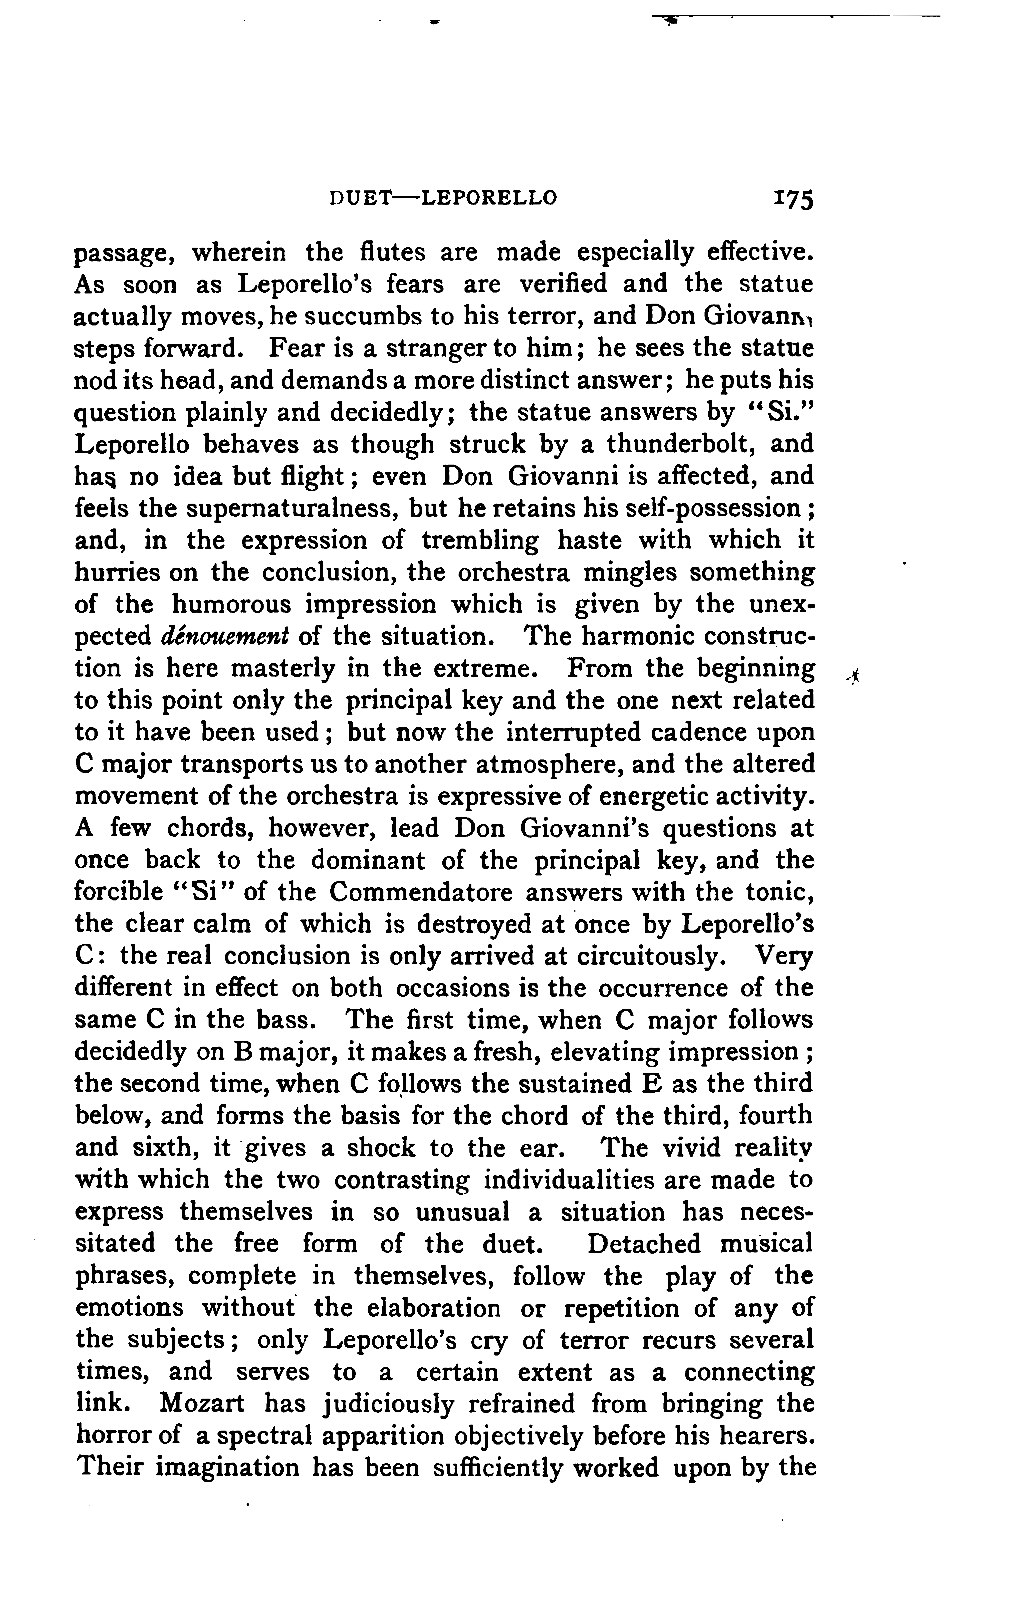 DUET—LEPORELLO 175
passage, wherein the flutes are made especially effective.
As soon as Leporello's fears are verified and the statue
actually moves, he succumbs to his terror, and Don Giovanni
steps forward. Fear is a stranger to him; he sees the statue
nod its head, and demands a more distinct answer; he puts his
question plainly and decidedly; the statue answers by "Si."
Leporello behaves as though struck by a thunderbolt, and
has no idea but flight; even Don Giovanni is affected, and
feels the supernaturalness, but he retains his self-possession;
and, in the expression of trembling haste with which it
hurries on the conclusion, the orchestra mingles something
of the humorous impression which is given by the unex-
pected dénouement of the situation. The harmonic construc-
tion is here masterly in the extreme. From the beginning
to this point only the principal key and the one next related
to it have been used; but now the interrupted cadence upon
C major transports us to another atmosphere, and the altered
movement of the orchestra is expressive of energetic activity.
A few chords, however, lead Don Giovanni's questions at
once back to the dominant of the principal key, and the
forcible "Si" of the Commendatore answers with the tonic,
the clear calm of which is destroyed at once by Leporello's
C: the real conclusion is only arrived at circuitously. Very
different in effect on both occasions is the occurrence of the
same C in the bass. The first time, when C major follows
decidedly on B major, it makes a fresh, elevating impression;
the second time, when C follows the sustained E as the third
below, and forms the basis for the chord of the third, fourth
and sixth, it gives a shock to the ear. The vivid reality
with which the two contrasting individualities are made to
express themselves in so unusual a situation has neces-
sitated the free form of the duet. Detached musical
phrases, complete in themselves, follow the play of the
emotions without the elaboration or repetition of any of
the subjects; only Leporello's cry of terror recurs several
times, and serves to a certain extent as a connecting
link. Mozart has judiciously refrained from bringing the
horror of a spectral apparition objectively before his hearers.
Their imagination has been sufficiently worked upon by the